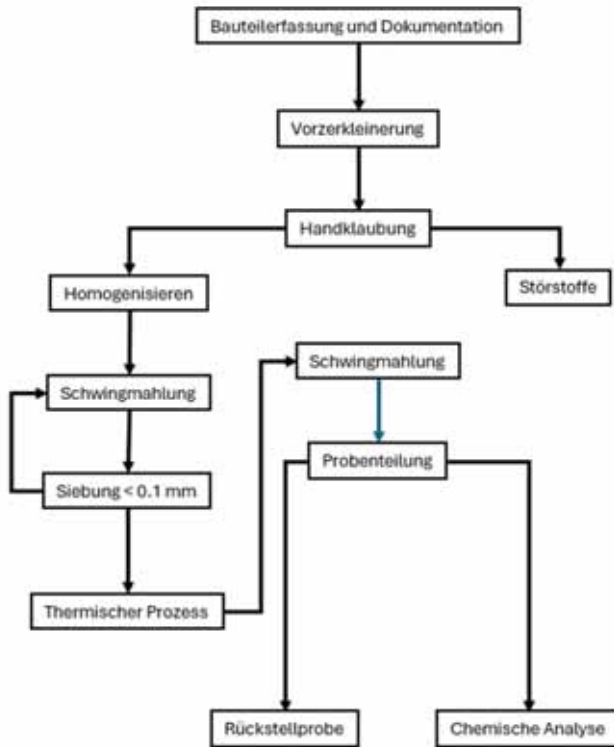 Bauteilerfassung und Dokumentation
Vorzerkleinerung
Handklaubung
Störstoffe
Homogenisieren
Schwingmahlung
Siebung < 0.1 mm
Thermischer Prozess
Schwingmahlung
Probenteilung
Rückstellprobe
Chemische Analyse